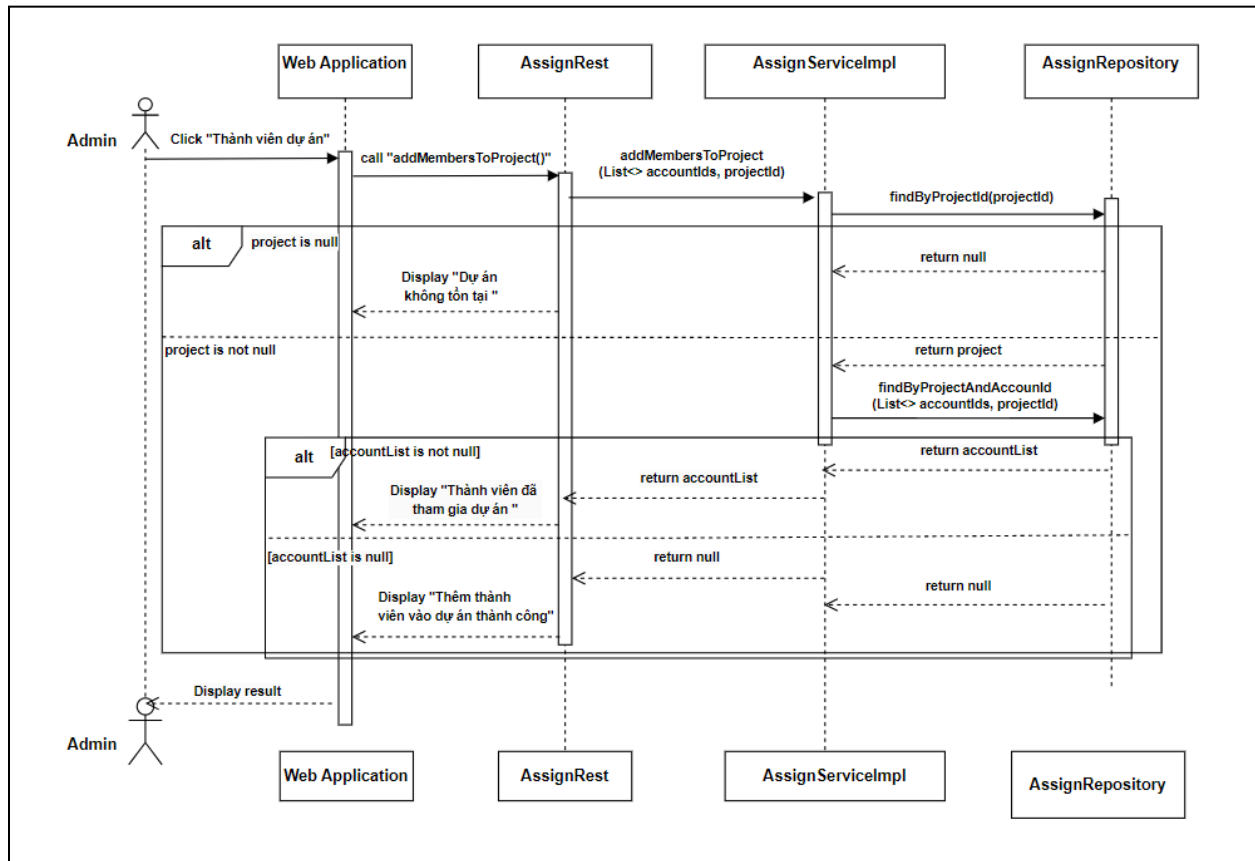 Web Application
AssignRest
AssignServiceImpl
AssignRepository
Admin
Click "Thành viên dự án"
call "addMembersToProject()"
addMembersToProject
(List<> accountIds, projectId)
findByProjectId(projectId)
alt
project is null
return null
Display "Dự án
không tồn tại "
project is not null
return project
findByProjectAndAccounId
(List<> accountIds, projectId)
alt
[accountList is not null]
return accountList
return accountList
Display "Thành viên đã
tham gia dự án "
[accountList is null]
return null
return null
Display "Thêm thành
viên vào dự án thành công"
Display result
Admin
Web Application
AssignRest
AssignServiceImpl
AssignRepository